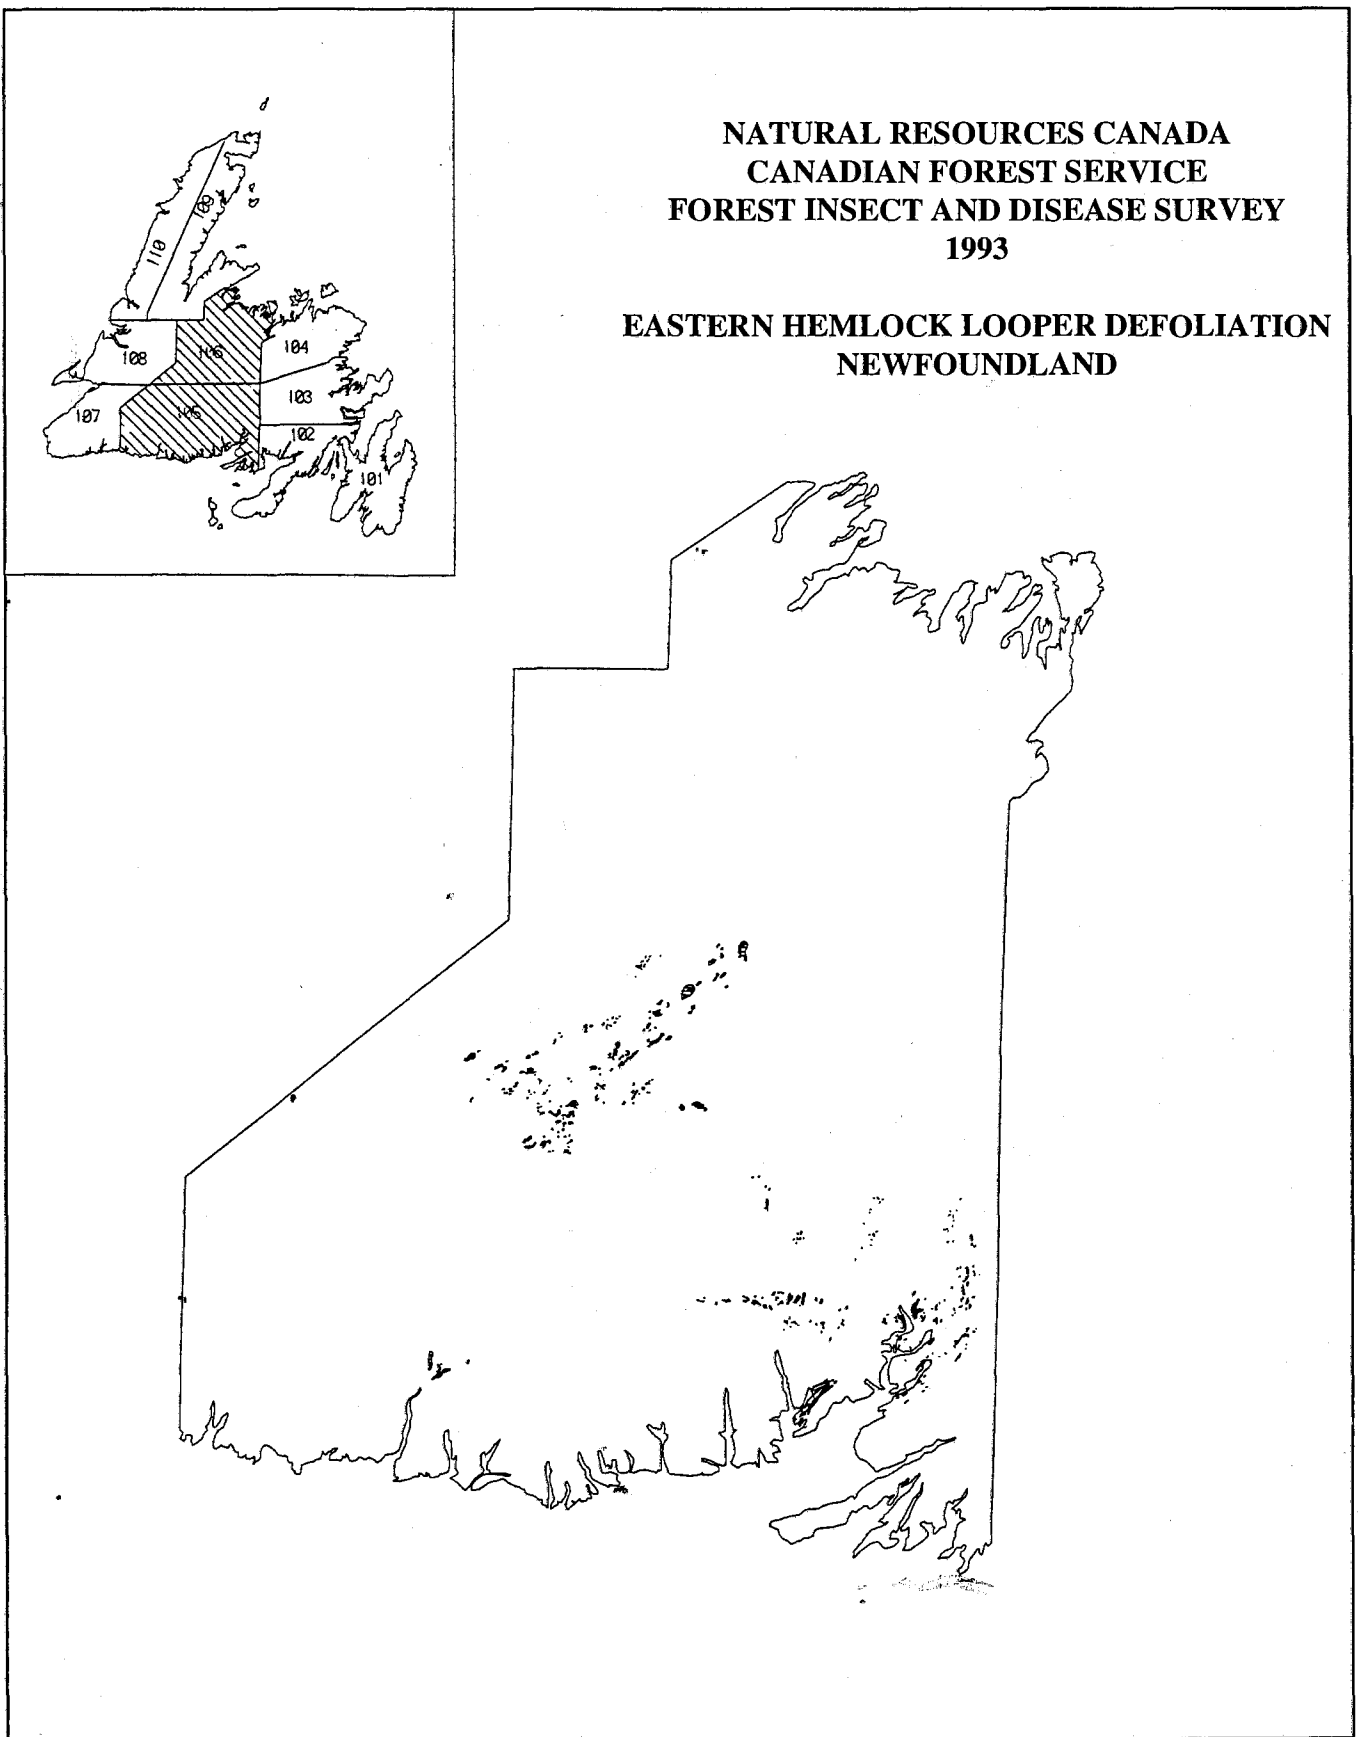 NATURAL RESOURCES CANADA
CANADIAN FOREST SERVICE
FOREST INSECT AND DISEASE SURVEY
1993
EASTERN HEMLOCK LOOPER DEFOLIATION
NEWFOUNDLAND
109
110
108
106
104
107
105
103
102
101